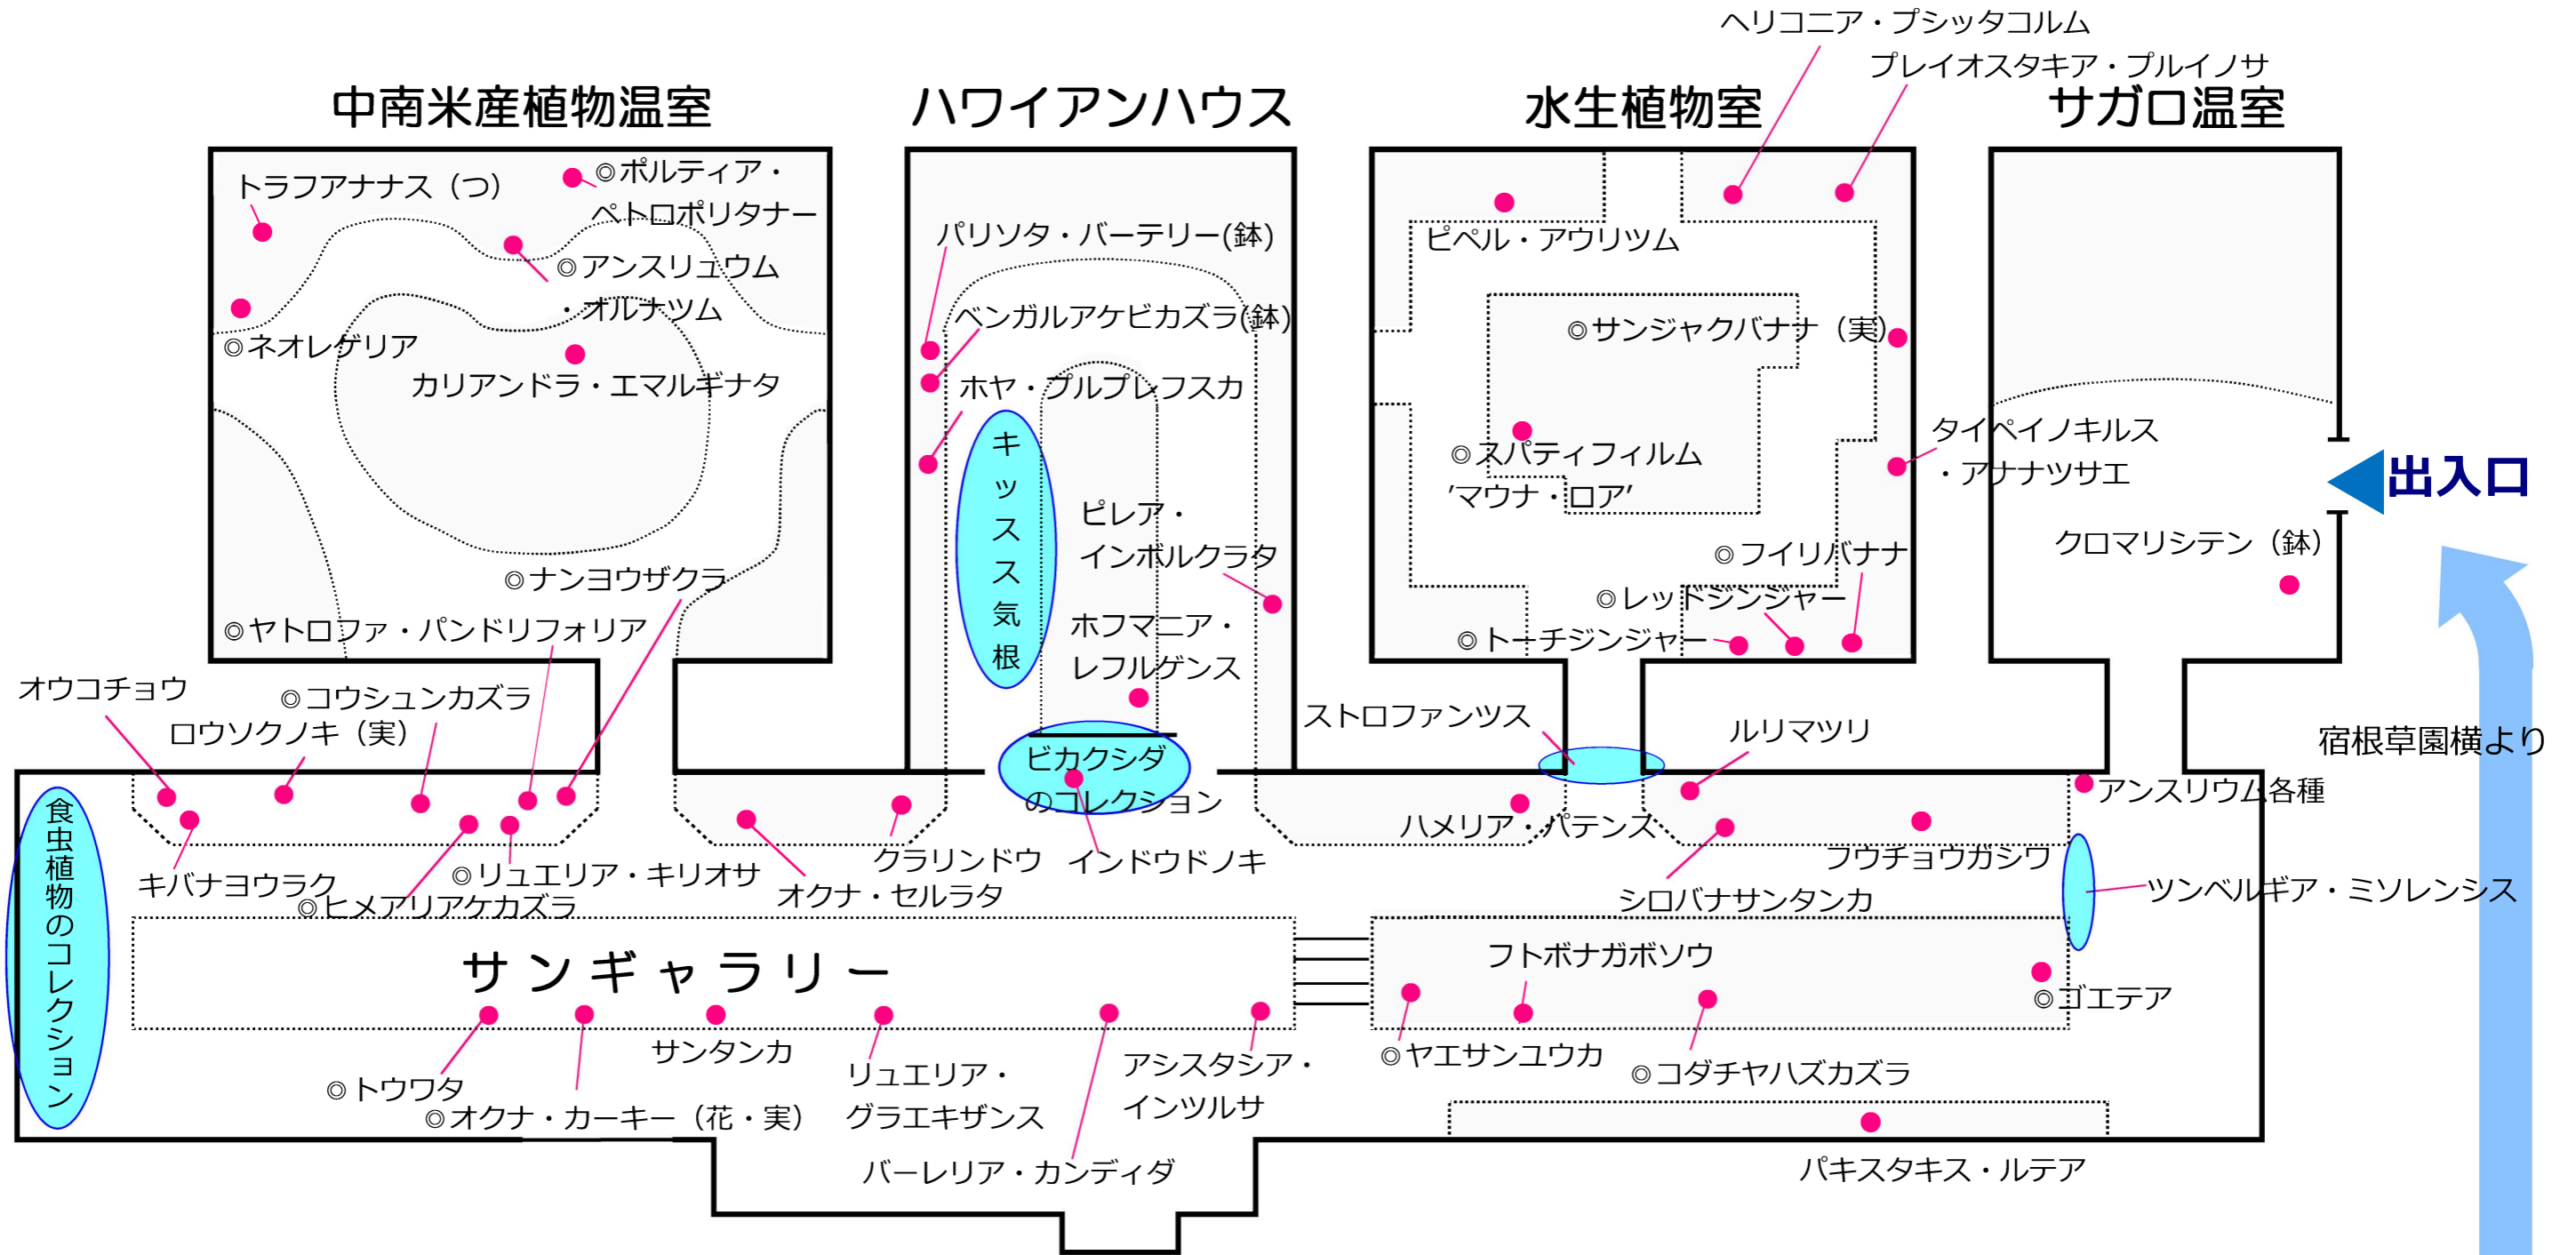 ヘリコニア・プシッタコルム
プレイオスタキア・プルイノサ
中南米産植物温室
ハワイアンハウス
水生植物室
サガロ温室
トラフアナナス（つ）
◎ポルティア・
ペトロポリタナー
◎アンスリュウム
・オルナツム
◎ネオレゲリア
カリアンドラ・エマルギナタ
◎ナンヨウザクラ
◎ヤトロファ・パンドリフォリア
パリソタ・バーテリー(鉢)
ベンガルアケビカズラ(鉢)
ホヤ・プルプレフスカ
キッスス気根
ピレア・
インボルクラタ
ホフマニア・
レフルゲンス
ビカクシダ
のコレクション
ピペル・アウリツム
◎サンジャクバナナ（実）
◎スパティフィルム
’マウナ・ロア’
タイペイノキルス
・アナナツサエ
◎フイリバナナ
◎レッドジンジャー
◎トーチジンジャー
出入口
クロマリシテン（鉢）
宿根草園横より
オウコチョウ
◎コウシュンカズラ
ロウソクノキ（実）
ストロファンツス
ルリマツリ
アンスリウム各種
食虫植物のコレクション
キバナヨウラク
◎リュエリア・キリオサ
◎ヒメアリアケカズラ
クラリンドウ
オクナ・セルラタ
インドウドノキ
ハメリア・パテンス
シロバナサンタンカ
フウチョウガシワ
ツンベルギア・ミソレンシス
サンギャラリー
フトボナガボソウ
◎ゴエテア
◎トウワタ
◎オクナ・カーキー（花・実）
サンタンカ
リュエリア・
グラエキザンス
アシスタシア・
インツルサ
バーレリア・カンディダ
◎ヤエサンユウカ
◎コダチヤハズカズラ
パキスタキス・ルテア